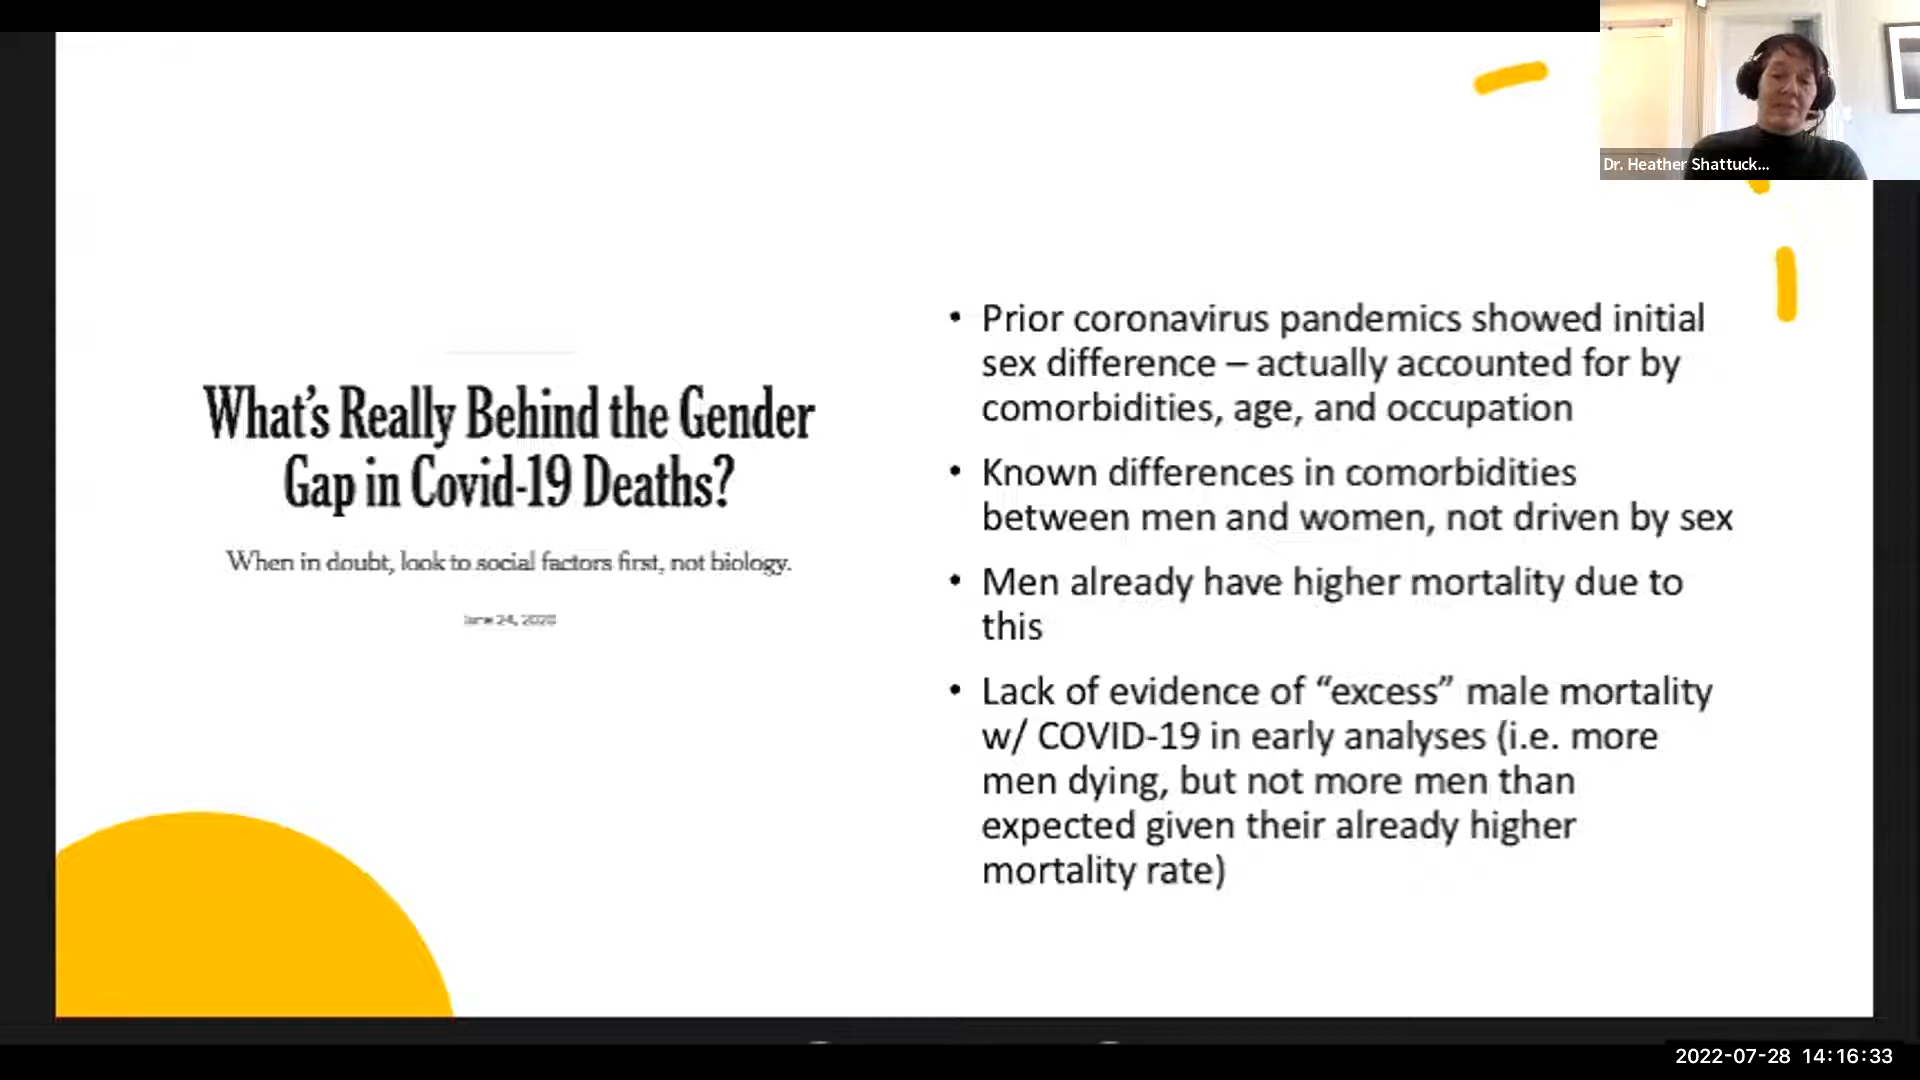 Dr. Heather Shattuck...
What's Really Behind the Gender
Gap in Covid-19 Deaths?
When in doubt, look to social factors first, not biology.
June 24, 2020
• Prior coronavirus pandemics showed initial
sex difference – actually accounted for by
comorbidities, age, and occupation
• Known differences in comorbidities
between men and women, not driven by sex
• Men already have higher mortality due to
this
• Lack of evidence of “excess” male mortality
w/ COVID-19 in early analyses (i.e. more
men dying, but not more men than
expected given their already higher
mortality rate)
2022-07-28 14:16:33